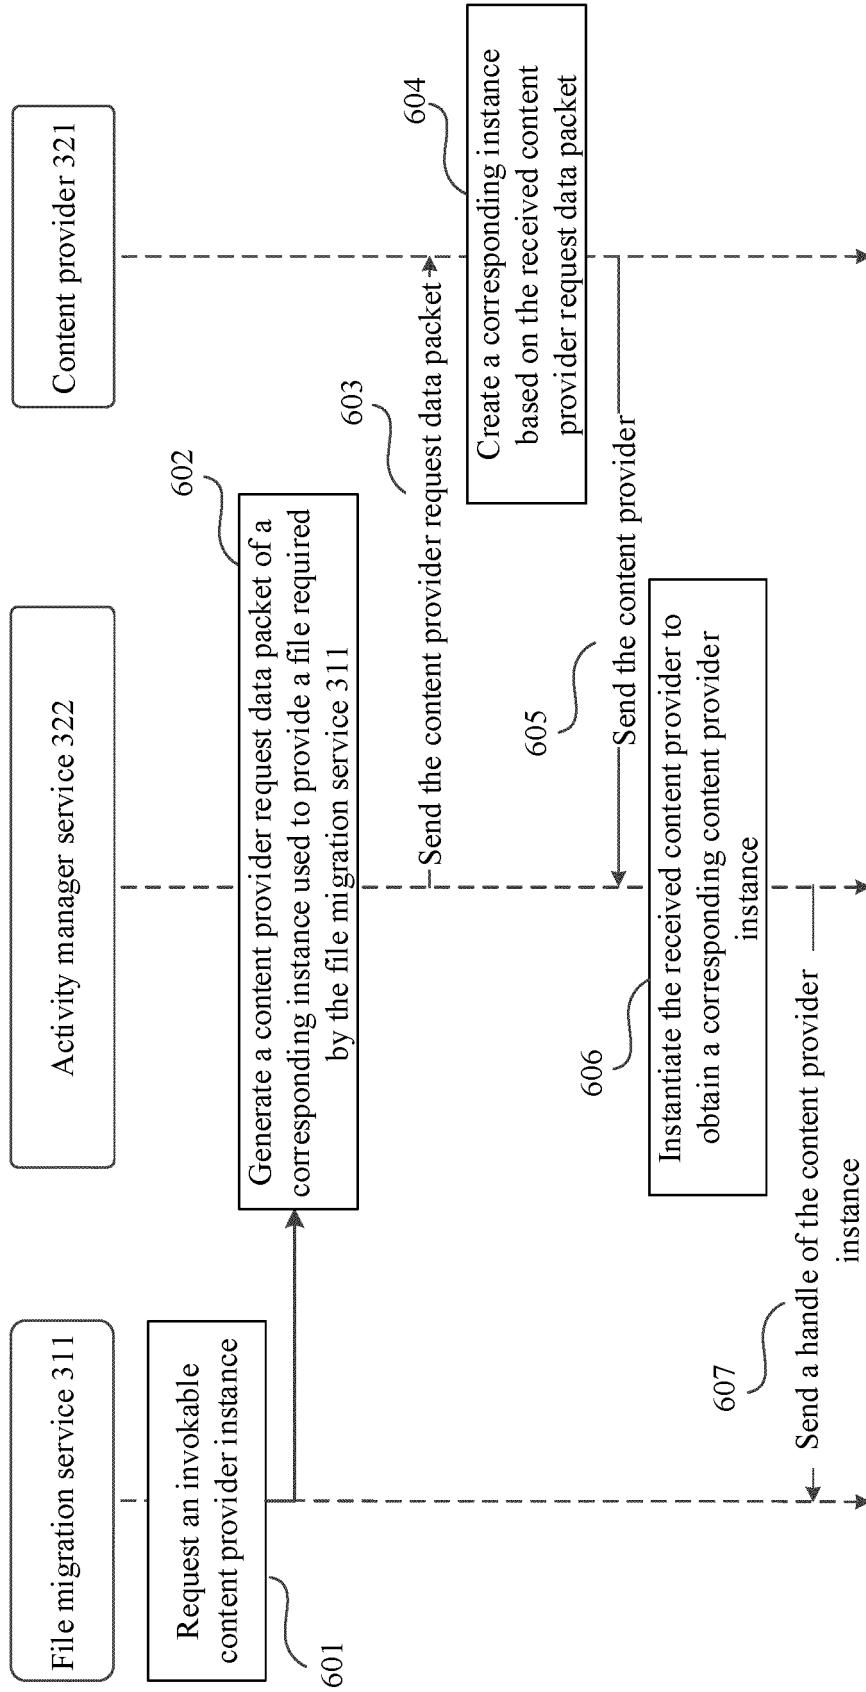 File migration service 311
Activity manager service 322
Content provider 321
Request an invokable
content provider instance
601
602
Generate a content provider request data packet of a
corresponding instance used to provide a file required
by the file migration service 311
603
Send the content provider request data packet
604
Create a corresponding instance
based on the received content
provider request data packet
605
Send the content provider
606
Instantiate the received content provider to
obtain a corresponding content provider
instance
607
Send a handle of the content provider
instance